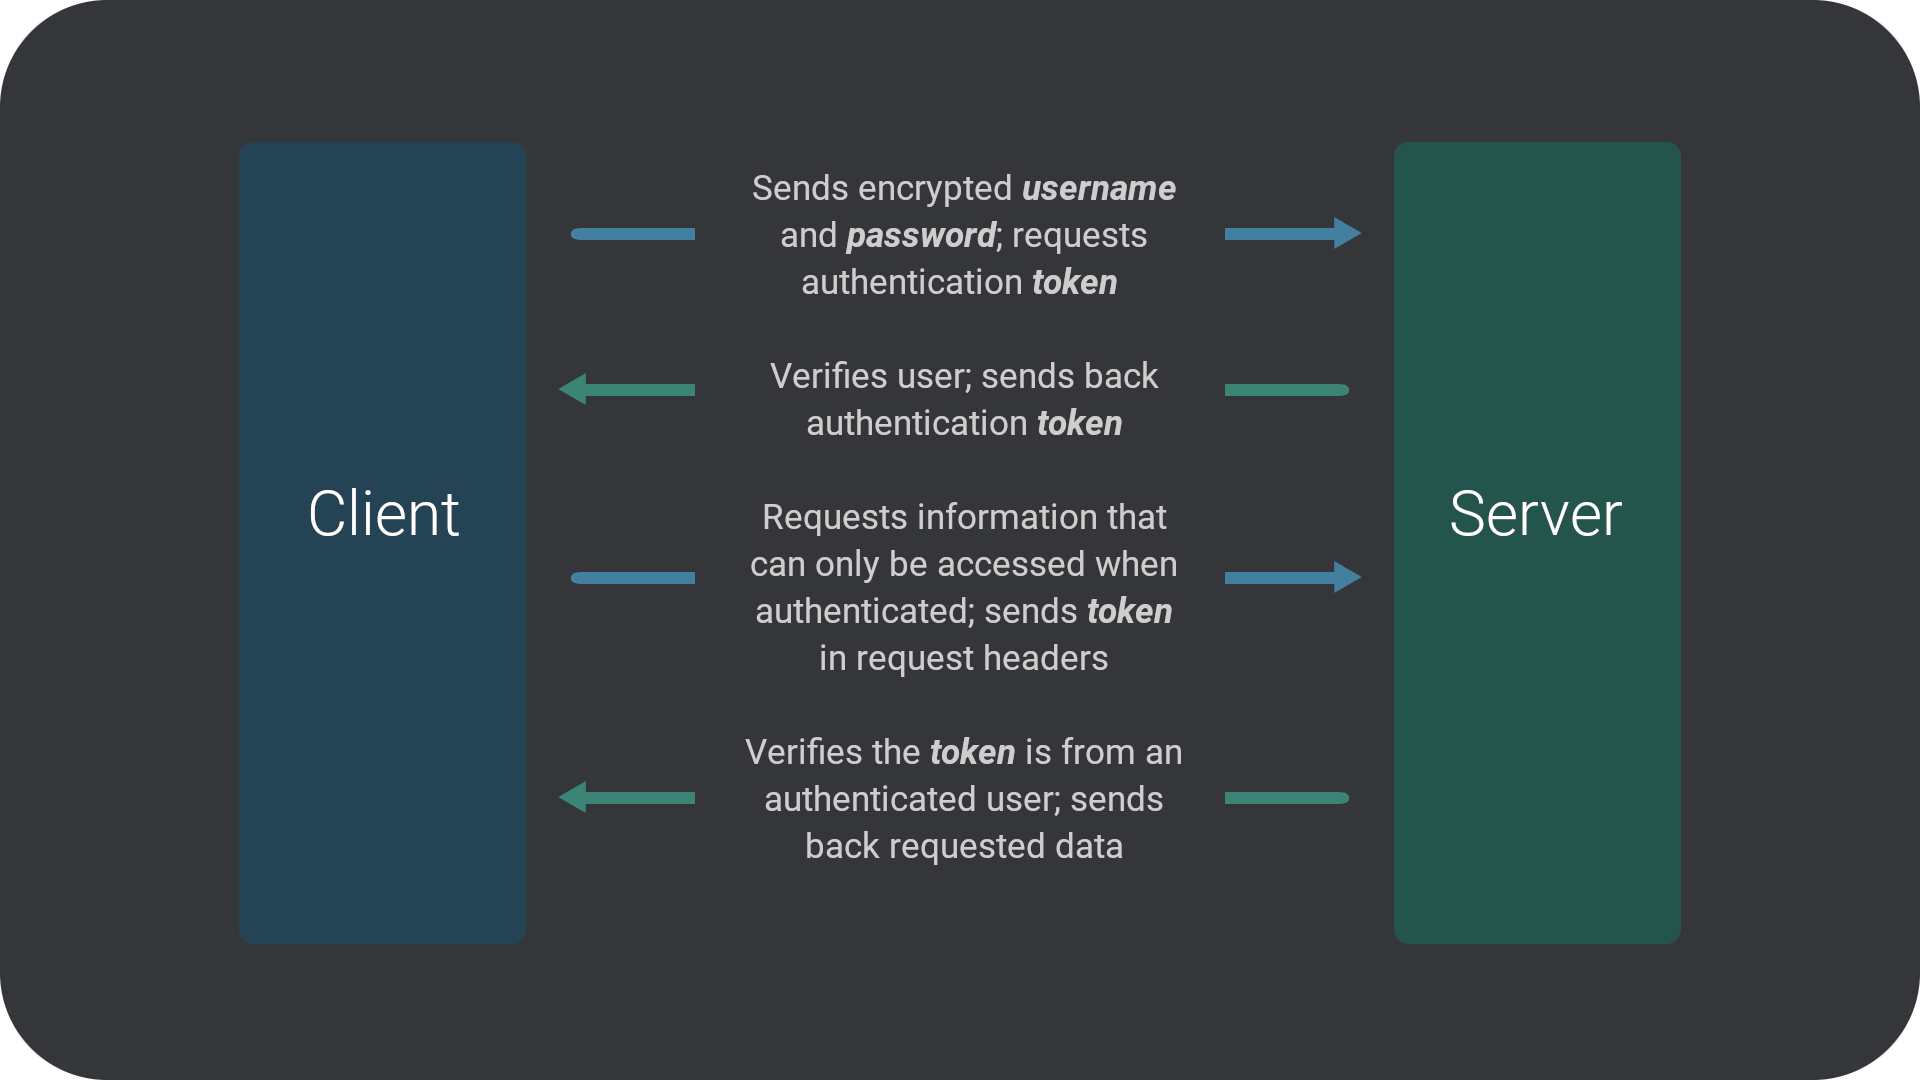 Client
Sends encrypted username
and password; requests
authentication token
Verifies user; sends back
authentication token
Requests information that
can only be accessed when
authenticated; sends token
in request headers
Verifies the token is from an
authenticated user; sends
back requested data
Server